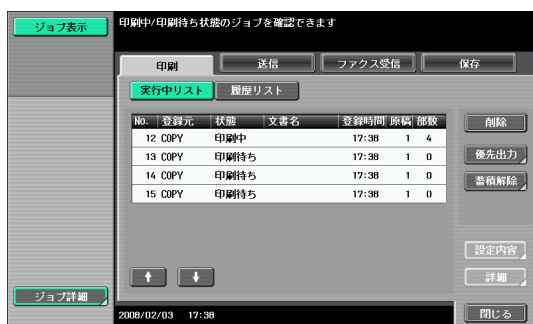 ジョブ表示
印刷中/印刷待ち状態のジョブを確認できます
印刷 送信 ファクス受信 保存
実行中リスト 履歴リスト
No. 登録元 状態 文書名 登録時間 原稿 部数
12 COPY 印刷中 17:38 1 4
13 COPY 印刷待ち 17:38 1 0
14 COPY 印刷待ち 17:38 1 0
15 COPY 印刷待ち 17:38 1 0
削除
優先出力
蓄積解除
設定内容
詳細
ジョブ詳細
2008/02/03 17:38
閉じる